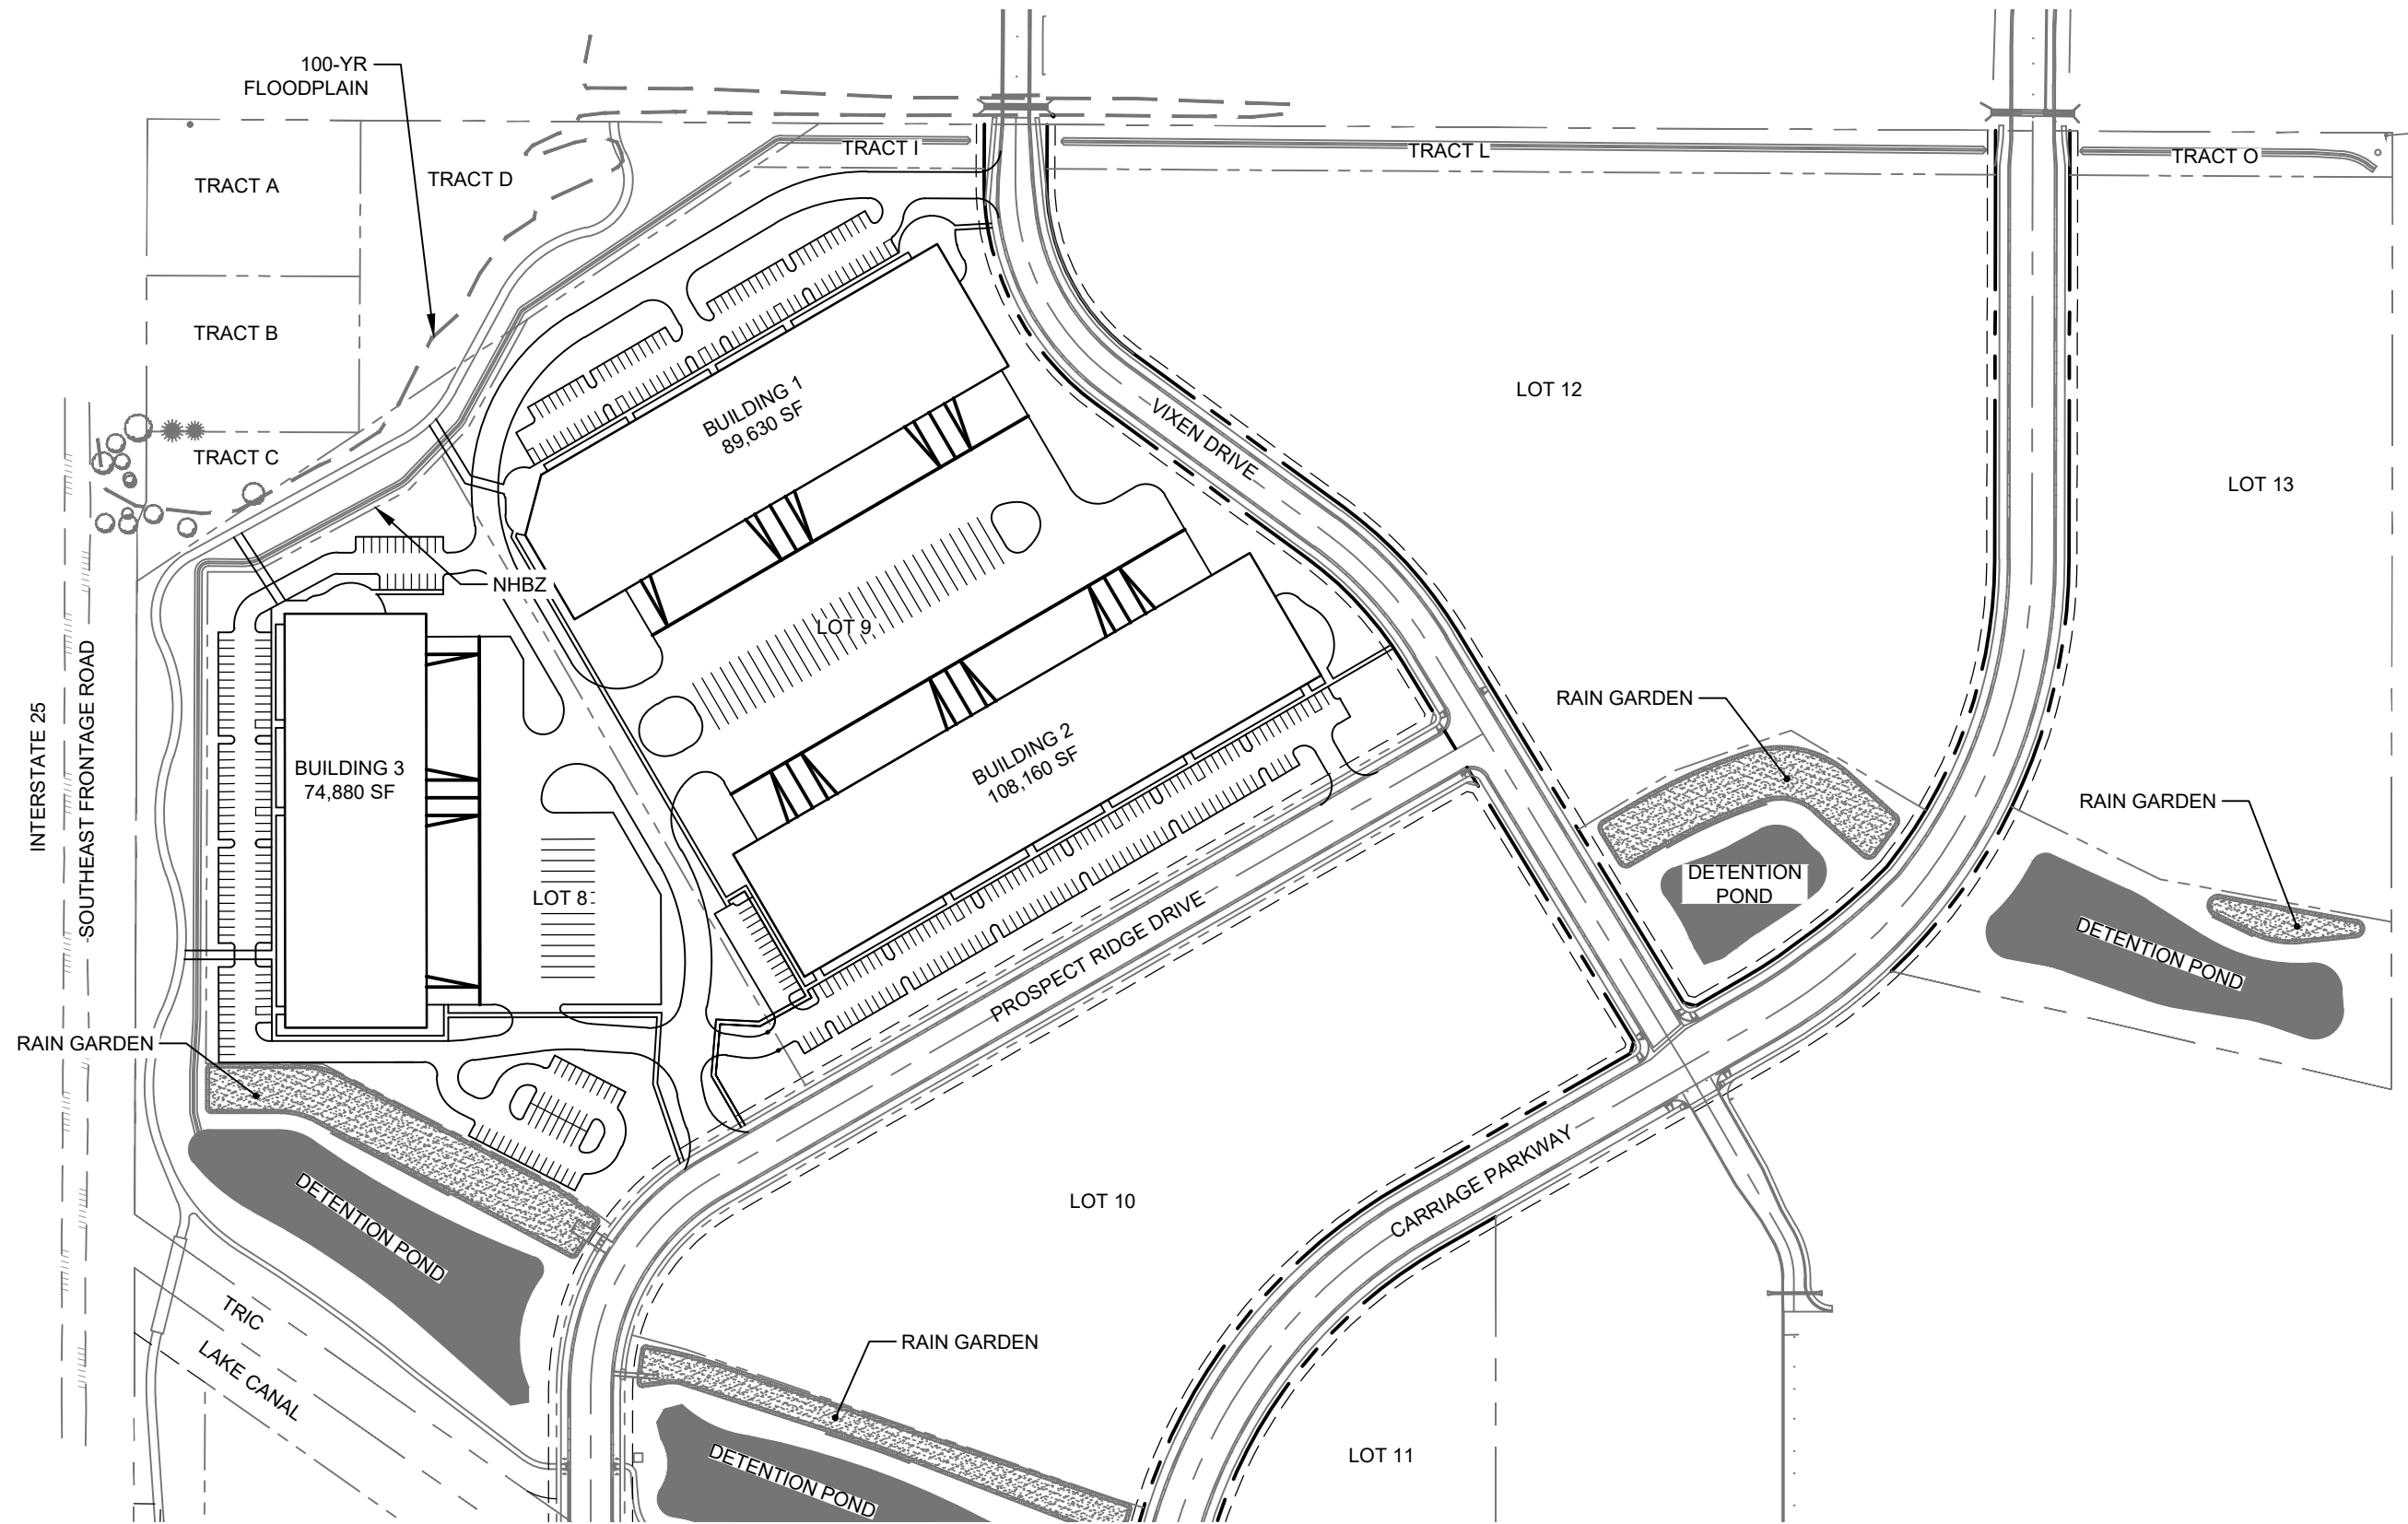 100-YR
FLOODPLAIN
TRACT I
TRACT L
TRACT O
TRACT A
TRACT D
TRACT B
TRACT C
BUILDING 1
89,630 SF
LOT 12
VIXEN DRIVE
LOT 13
NHBZ
LOT 9
INTERSTATE 25
SOUTHEAST FRONTAGE ROAD
BUILDING 3
74,880 SF
BUILDING 2
108,160 SF
RAIN GARDEN
RAIN GARDEN
LOT 8
DETENTION
POND
DETENTION POND
PROSPECT RIDGE DRIVE
RAIN GARDEN
DETENTION POND
LOT 10
CARRIAGE PARKWAY
TRIC
LAKE CANAL
RAIN GARDEN
DETENTION POND
LOT 11